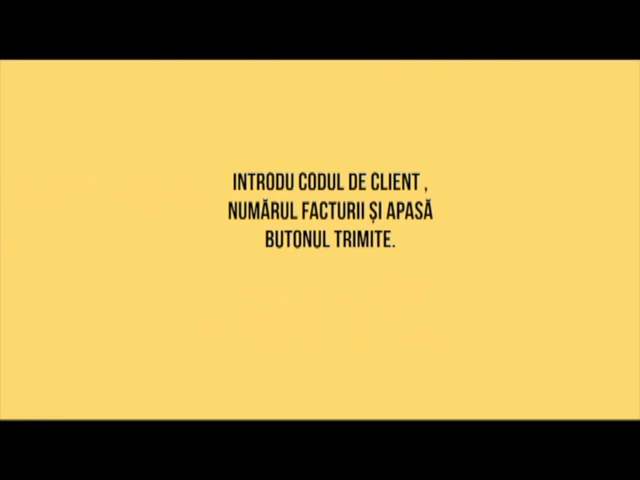 INTRODU CODUL DE CLIENT ,
NUMĂRUL FACTURII ȘI APASĂ
BUTONUL TRIMITE.